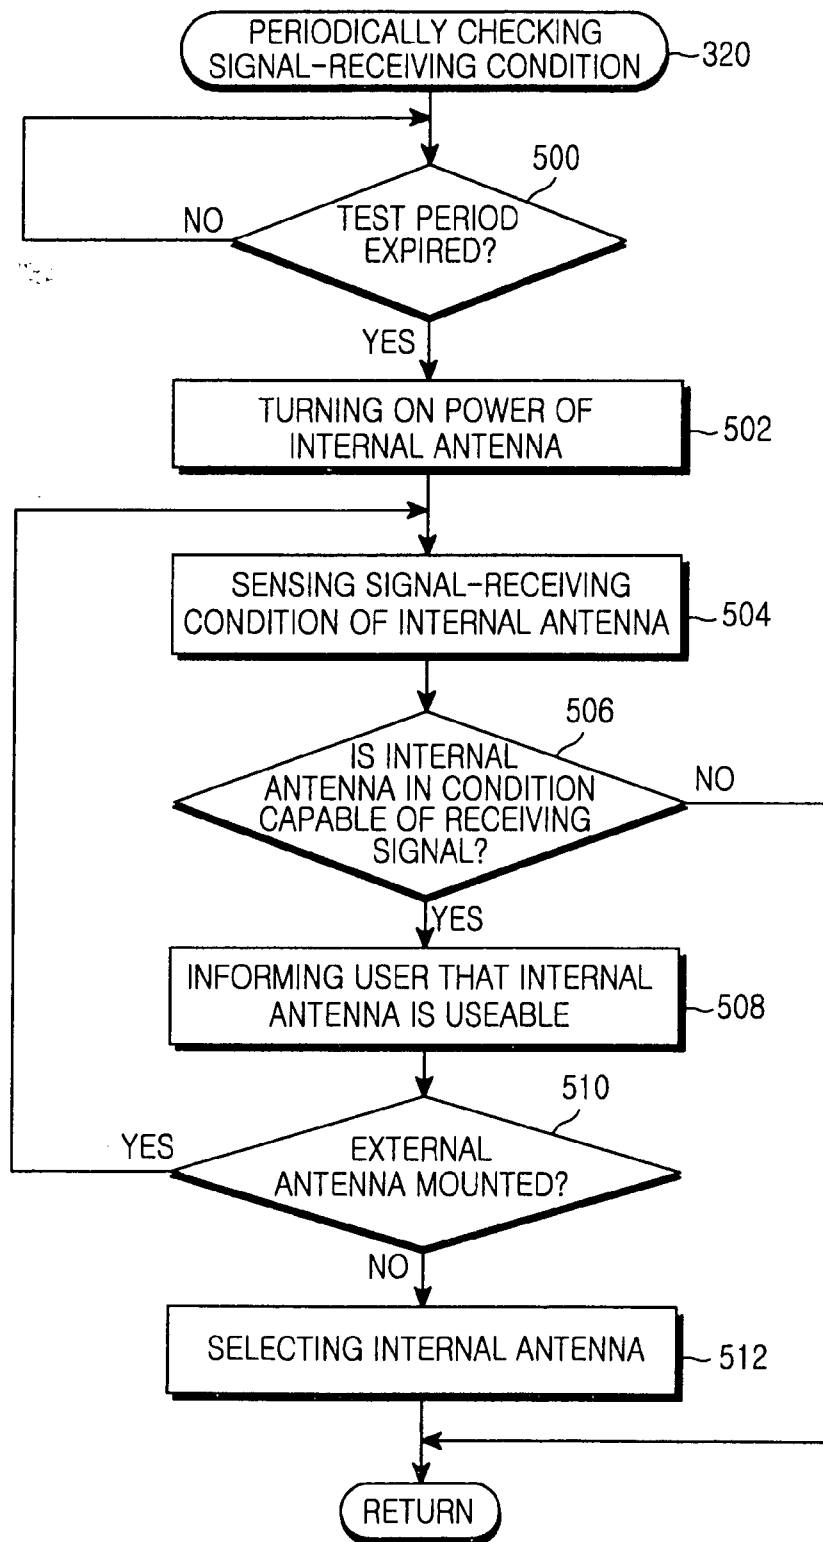 PERIODICALLY CHECKING
SIGNAL-RECEIVING CONDITION
320
500
TEST PERIOD
EXPIRED?
NO
YES
TURNING ON POWER OF
INTERNAL ANTENNA
502
SENSING SIGNAL-RECEIVING
CONDITION OF INTERNAL ANTENNA
504
506
IS INTERNAL
ANTENNA IN CONDITION
CAPABLE OF RECEIVING
SIGNAL?
NO
YES
INFORMING USER THAT INTERNAL
ANTENNA IS USEABLE
508
510
YES
EXTERNAL
ANTENNA MOUNTED?
NO
SELECTING INTERNAL ANTENNA
512
RETURN